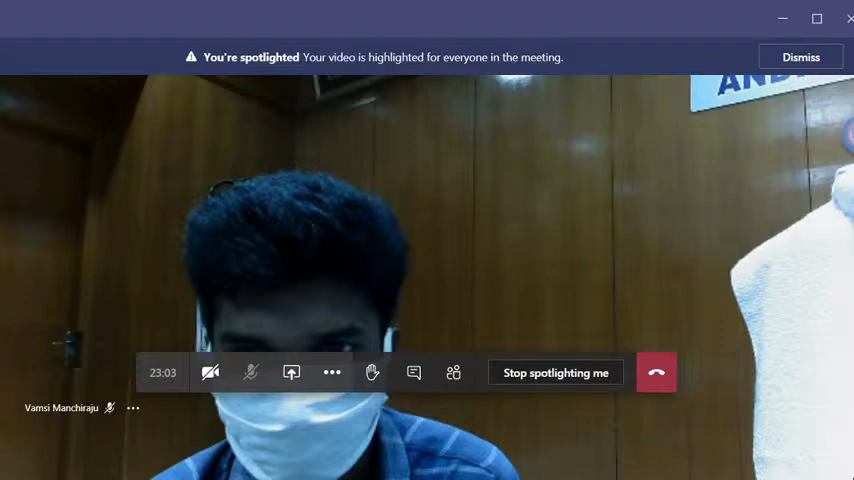 You're spotlighted Your video is highlighted for everyone in the meeting. Dismiss
23:03 Stop spotlighting me
Vamsi Manchiraju